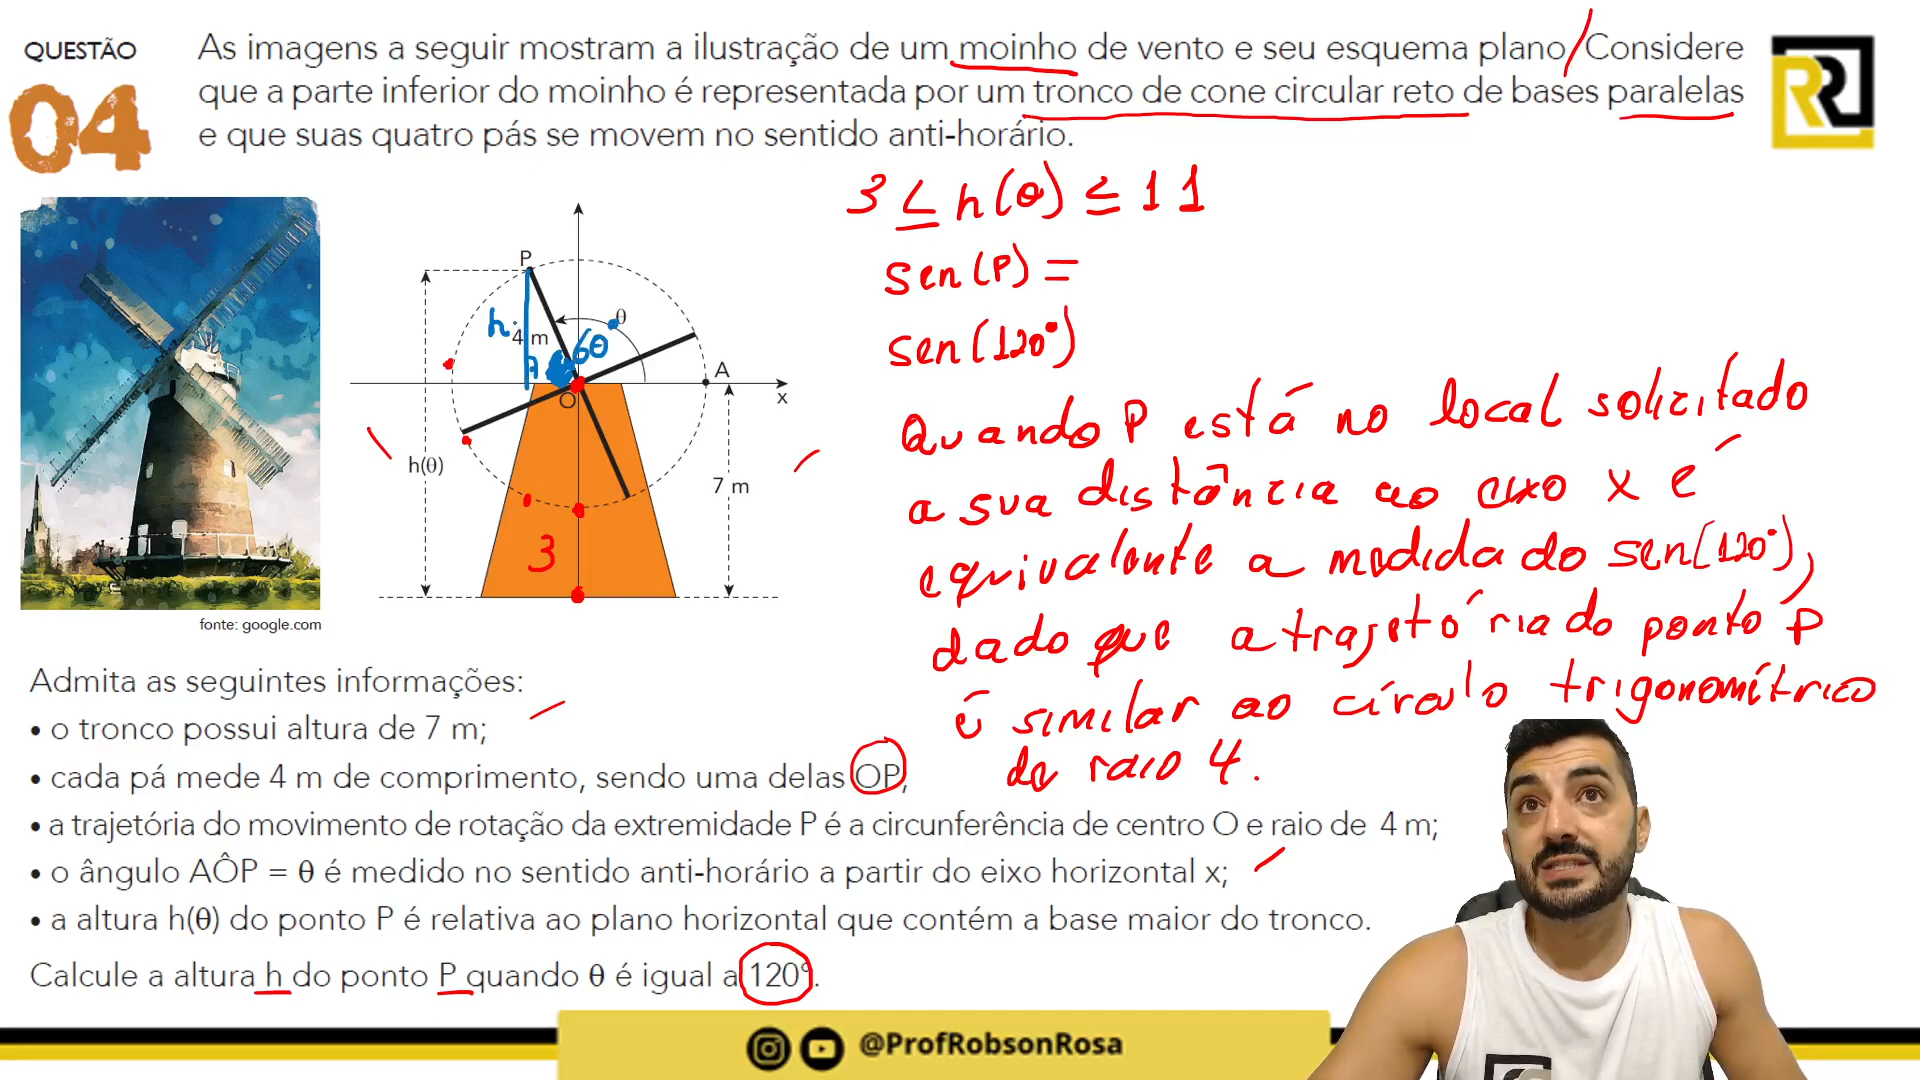 QUESTÃO
04
As imagens a seguir mostram a ilustração de um moinho de vento e seu esquema plano. Considere
que a parte inferior do moinho é representada por um tronco de cone circular reto de bases paralelas
e que suas quatro pás se movem no sentido anti-horário.
RR
3 ≤ h(θ) ≤ 11
sen(P) =
sen(120°)
Quando P está no local solicitado
a sua distância ao eixo x é
equivalente a medida do sen(120°),
dado que a trajetória do ponto P
é similar ao círculo trigonométrico
de raio 4.
P
h
4 m
θ
60
A
O
x
h(θ)
7 m
3
fonte: google.com
Admita as seguintes informações:
• o tronco possui altura de 7 m;
• cada pá mede 4 m de comprimento, sendo uma delas OP;
• a trajetória do movimento de rotação da extremidade P é a circunferência de centro O e raio de 4 m;
• o ângulo AÔP = θ é medido no sentido anti-horário a partir do eixo horizontal x;
• a altura h(θ) do ponto P é relativa ao plano horizontal que contém a base maior do tronco.
Calcule a altura h do ponto P quando θ é igual a 120°.
@ProfRobsonRosa